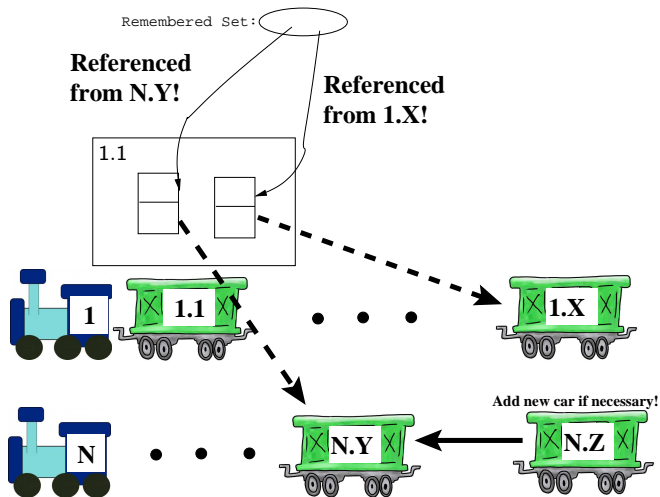 Remembered Set:
Referenced
from N.Y!
Referenced
from 1.X!
1.1
1
1.1
1.X
Add new car if necessary!
N
N.Y
N.Z